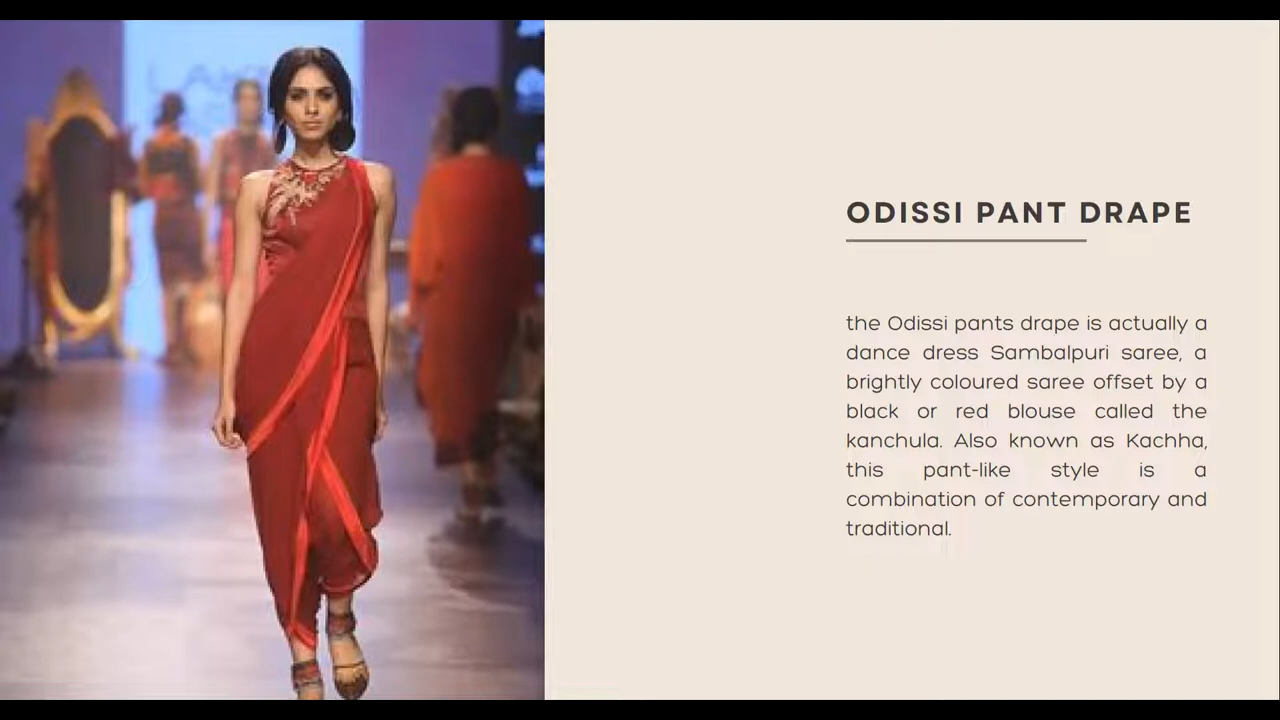 ODISSI PANT DRAPE
the Odissi pants drape is actually a
dance dress Sambalpuri saree, a
brightly coloured saree offset by a
black or red blouse called the
kanchula. Also known as Kachha,
this pant-like style is a
combination of contemporary and
traditional.